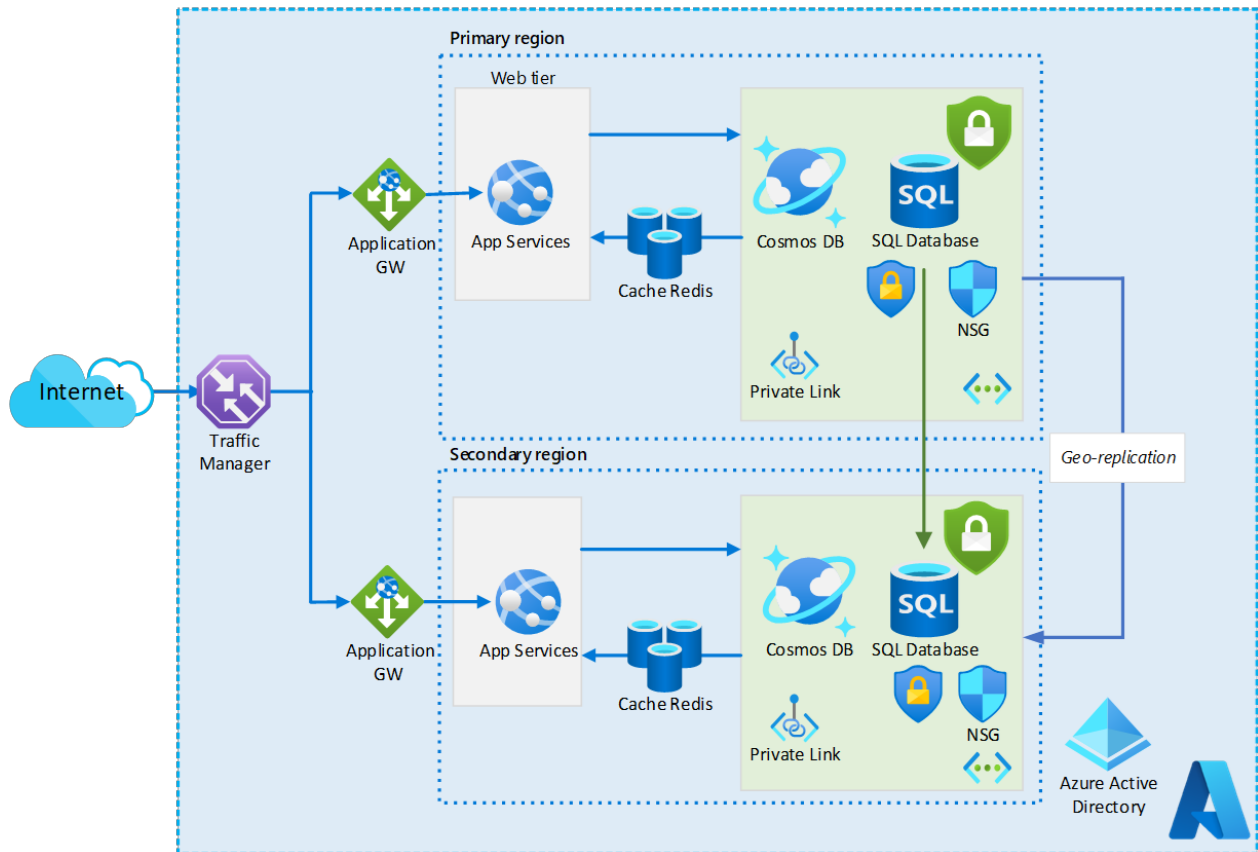 Primary region
Web tier
Application
GW
App Services
Cache Redis
Cosmos DB
SQL
SQL Database
NSG
Private Link
Internet
Traffic
Manager
Geo-replication
Secondary region
Application
GW
App Services
Cache Redis
Cosmos DB
SQL
SQL Database
NSG
Private Link
Azure Active
Directory